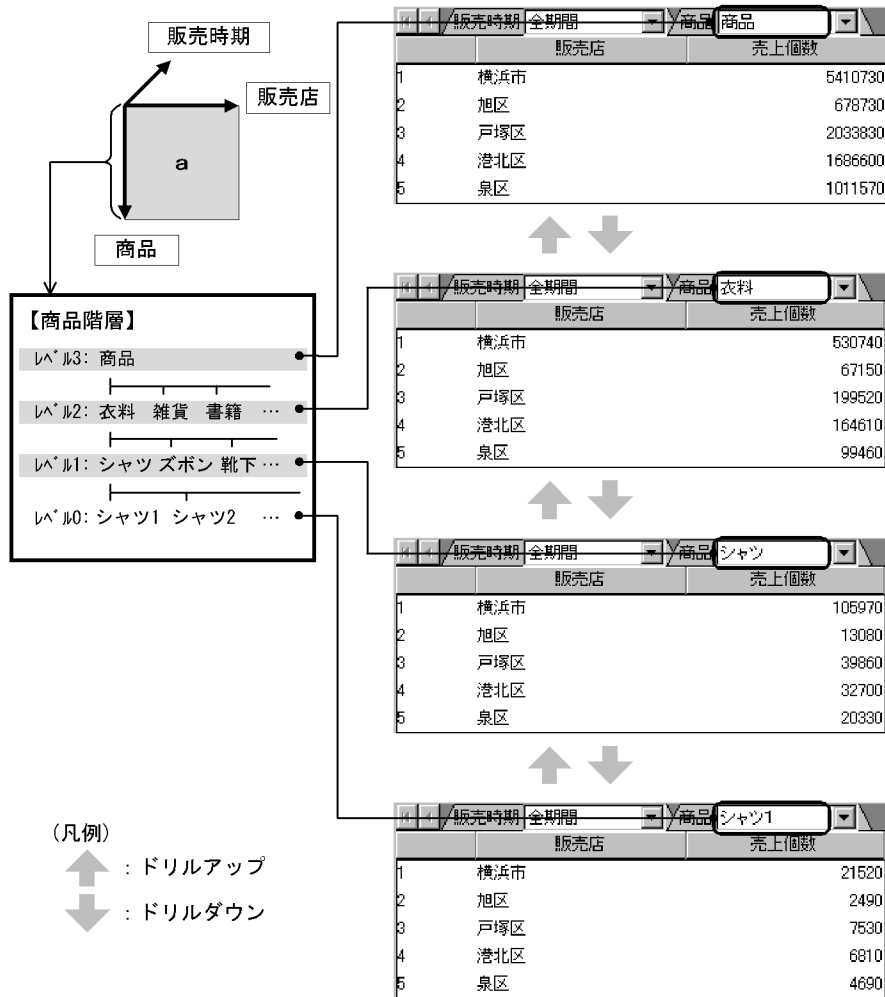 販売時期
販売店
a
商品
【商品階層】
ﾚﾍﾞﾙ3: 商品
ﾚﾍﾞﾙ2: 衣料 雑貨 書籍 …
ﾚﾍﾞﾙ1: シャツ ズボン 靴下 …
ﾚﾍﾞﾙ0: シャツ1 シャツ2 …
(凡例)
: ドリルアップ
: ドリルダウン
販売時期 全期間 商品 商品
販売店 売上個数
1 横浜市 5410730
2 旭区 678730
3 戸塚区 2033830
4 港北区 1686600
5 泉区 1011570
販売時期 全期間 商品 衣料
販売店 売上個数
1 横浜市 530740
2 旭区 67150
3 戸塚区 199520
4 港北区 164610
5 泉区 99460
販売時期 全期間 商品 シャツ
販売店 売上個数
1 横浜市 105970
2 旭区 13080
3 戸塚区 39860
4 港北区 32700
5 泉区 20330
販売時期 全期間 商品 シャツ1
販売店 売上個数
1 横浜市 21520
2 旭区 2490
3 戸塚区 7530
4 港北区 6810
5 泉区 4690